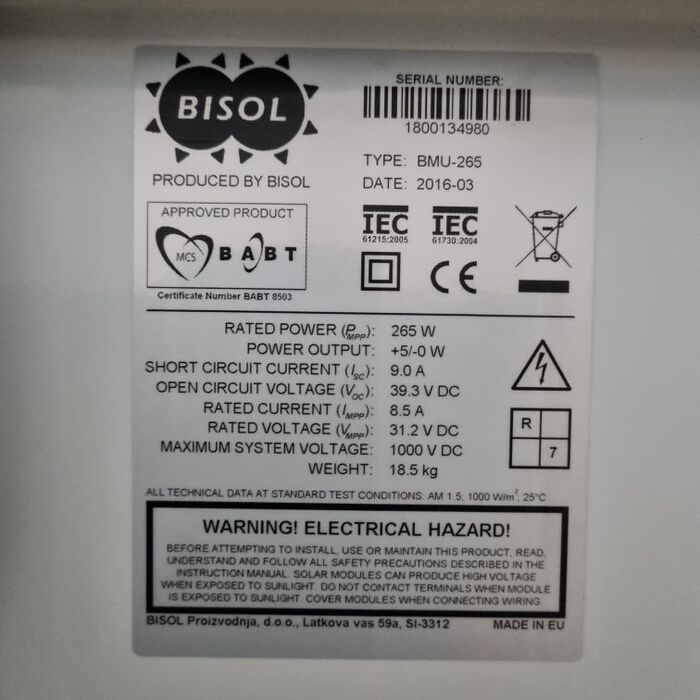 BISOL
PRODUCED BY BISOL
SERIAL NUMBER:
1800134980
TYPE: BMU-265
DATE: 2016-03
APPROVED PRODUCT
MCS BABT
Certificate Number BABT 8503
IEC IEC
61215:2005 61730:2004
CE
RATED POWER (PMPP): 265 W
POWER OUTPUT: +5/-0 W
SHORT CIRCUIT CURRENT (ISC): 9.0 A
OPEN CIRCUIT VOLTAGE (VOC): 39.3 V DC
RATED CURRENT (IMPP): 8.5 A
RATED VOLTAGE (VMPP): 31.2 V DC
MAXIMUM SYSTEM VOLTAGE: 1000 V DC
WEIGHT: 18.5 kg
R
7
ALL TECHNICAL DATA AT STANDARD TEST CONDITIONS: AM 1.5, 1000 W/m², 25°C
WARNING! ELECTRICAL HAZARD!
BEFORE ATTEMPTING TO INSTALL, USE OR MAINTAIN THIS PRODUCT, READ,
UNDERSTAND AND FOLLOW ALL SAFETY PRECAUTIONS DESCRIBED IN THE
INSTRUCTION MANUAL. SOLAR MODULES CAN PRODUCE HIGH VOLTAGE
WHEN EXPOSED TO SUNLIGHT. DO NOT CONTACT TERMINALS WHEN MODULE
IS EXPOSED TO SUNLIGHT. COVER MODULES WHEN CONNECTING WIRING.
BISOL Proizvodnja, d.o.o., Latkova vas 59a, SI-3312 MADE IN EU